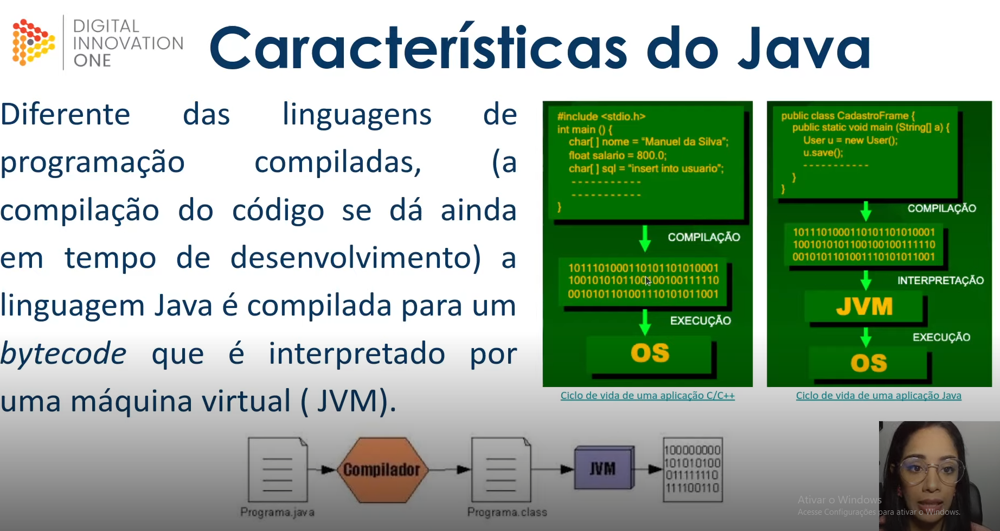 DIGITAL
INNOVATION
ONE
Características do Java
Diferente das linguagens de
programação compiladas, (a
compilação do código se dá ainda
em tempo de desenvolvimento) a
linguagem Java é compilada para um
bytecode que é interpretado por
uma máquina virtual ( JVM).
#include <stdio.h>
int main () {
char[ ] nome = “Manuel da Silva”;
float salario = 800.0;
char[ ] sql = “insert into usuario”;
- - - - - - - - - - -
- - - - - - - - - - -
}
COMPILAÇÃO
1011101000110101101010001
1001010101100100100111110
0010101101001110101011001
EXECUÇÃO
OS
Ciclo de vida de uma aplicação C/C++
public class CadastroFrame {
public static void main (String[] a) {
User u = new User();
u.save();
- - - - - - - - - - -
}
}
COMPILAÇÃO
1011101000110101101010001
1001010101100100100111110
0010101101001110101011001
INTERPRETAÇÃO
JVM
EXECUÇÃO
OS
Ciclo de vida de uma aplicação Java
Programa.java
Compilador
Programa.class
JVM
100000000
101010100
011111110
111100110
Ativar o Windows
Acesse Configurações para ativar o Windows.